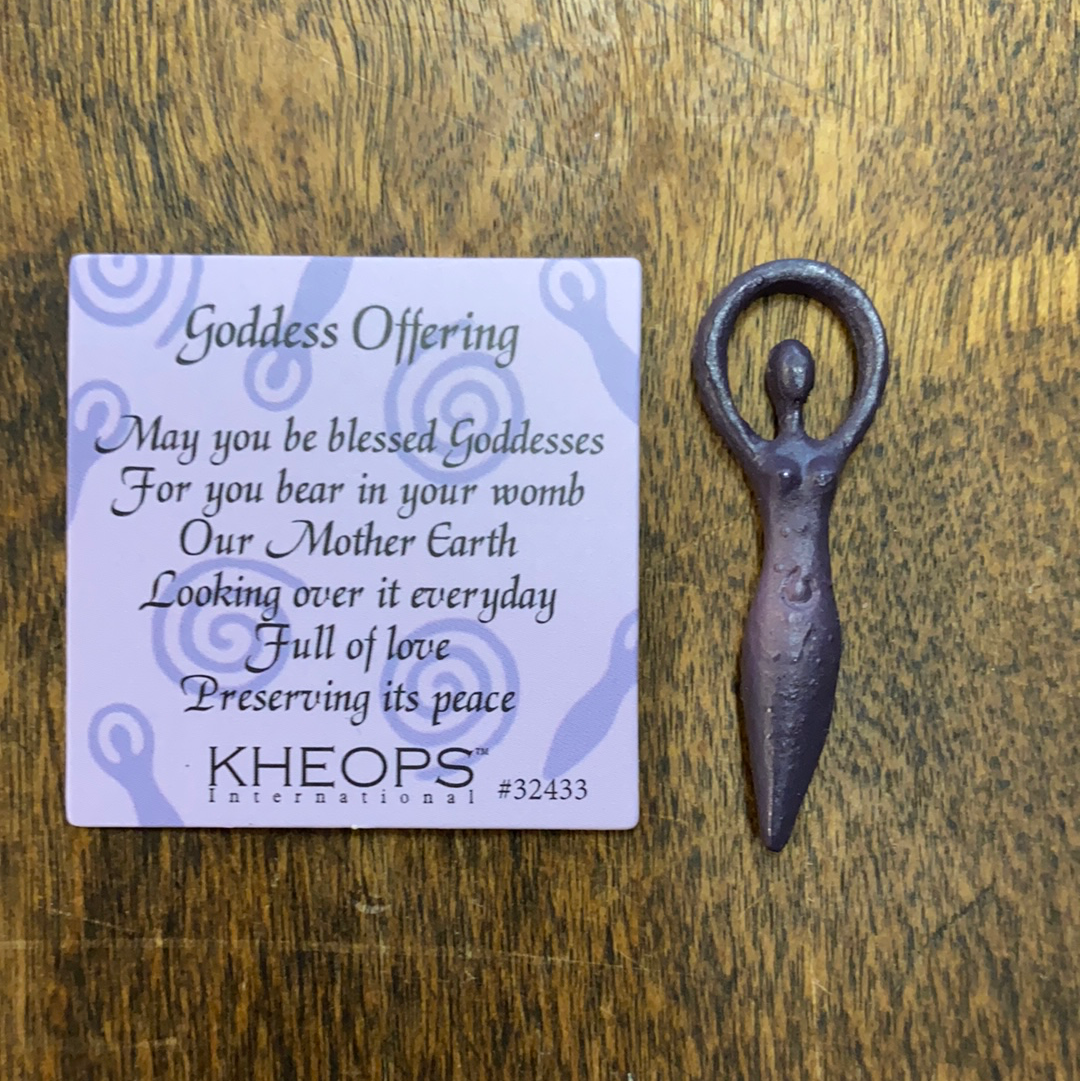 Goddess Offering
May you be blessed Goddesses
For you bear in your womb
Our Mother Earth
Looking over it everyday
Full of love
Preserving its peace
KHEOPS™
International #32433